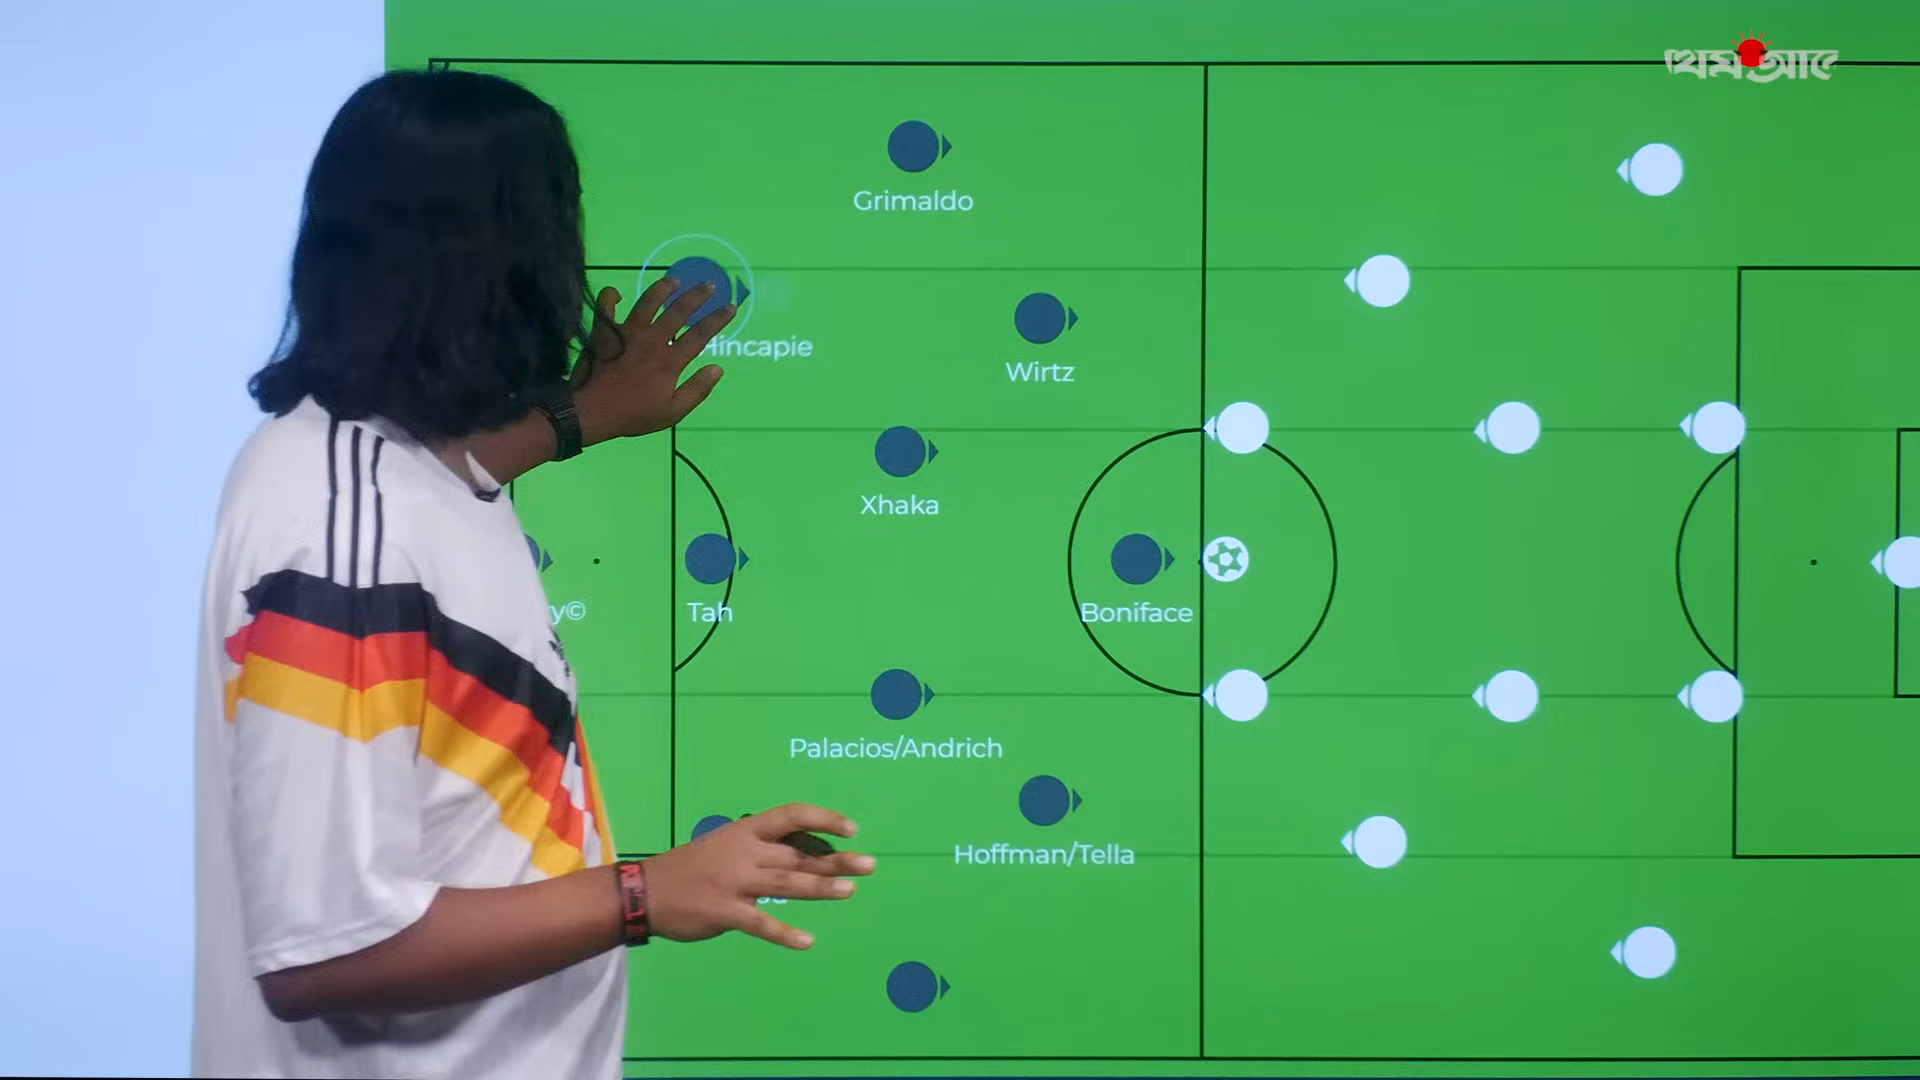 প্রথম আলো
Grimaldo
Hincapie
Wirtz
Xhaka
Tah
Boniface
Palacios/Andrich
Hoffman/Tella